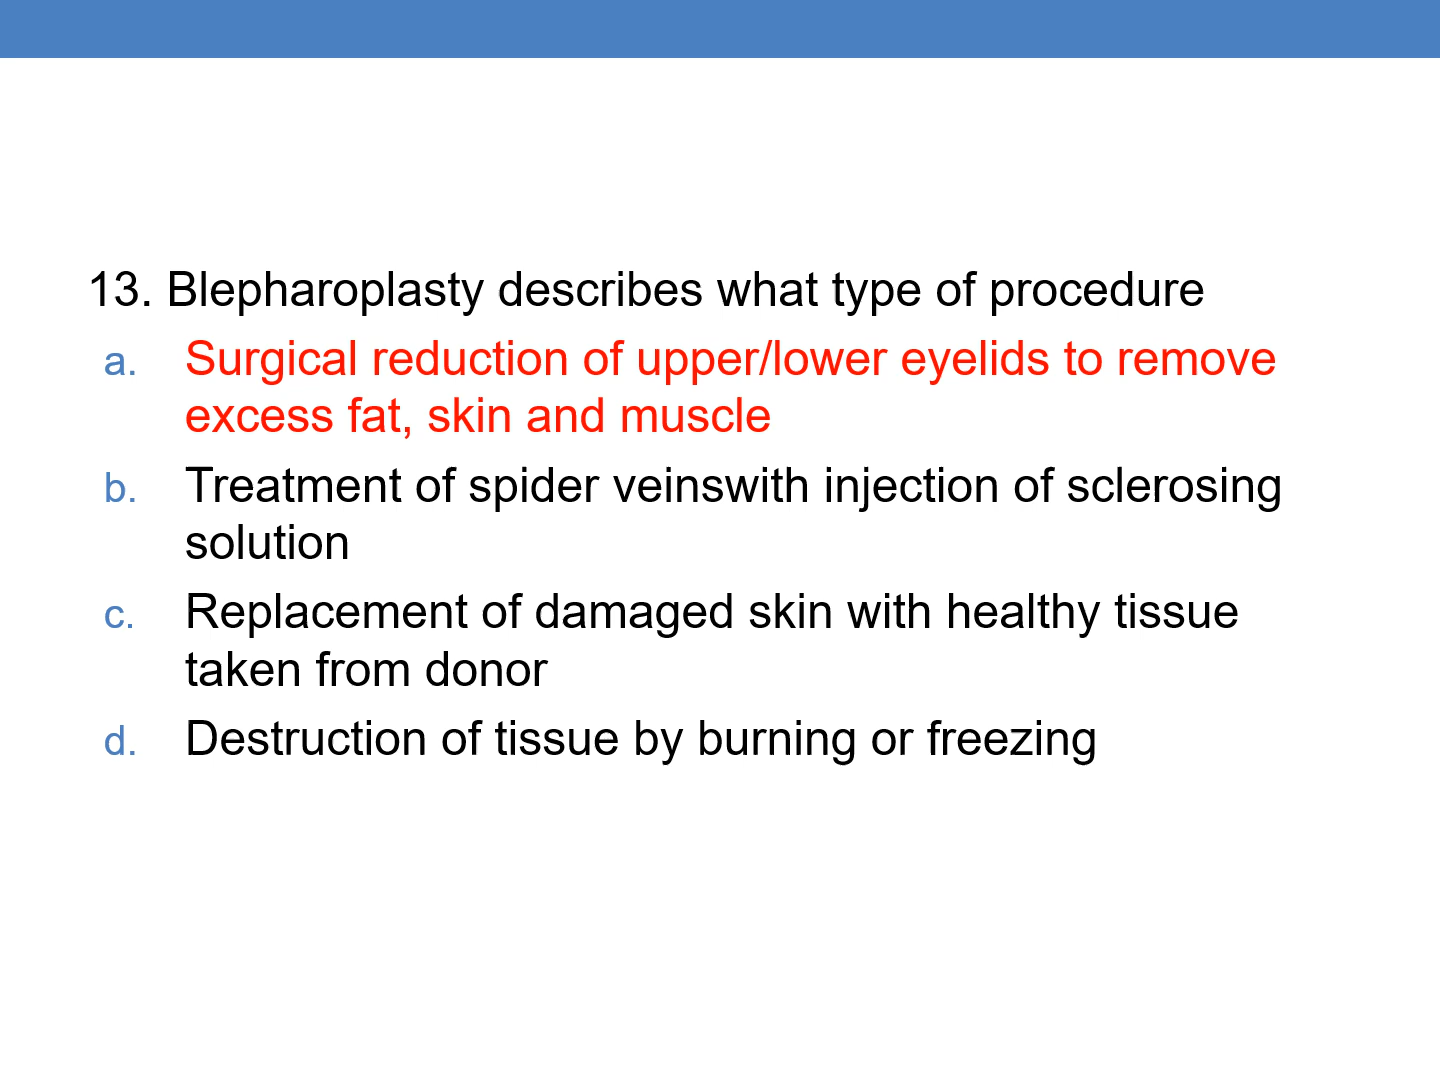 13. Blepharoplasty describes what type of procedure
a. Surgical reduction of upper/lower eyelids to remove
excess fat, skin and muscle
b. Treatment of spider veinswith injection of sclerosing
solution
c. Replacement of damaged skin with healthy tissue
taken from donor
d. Destruction of tissue by burning or freezing